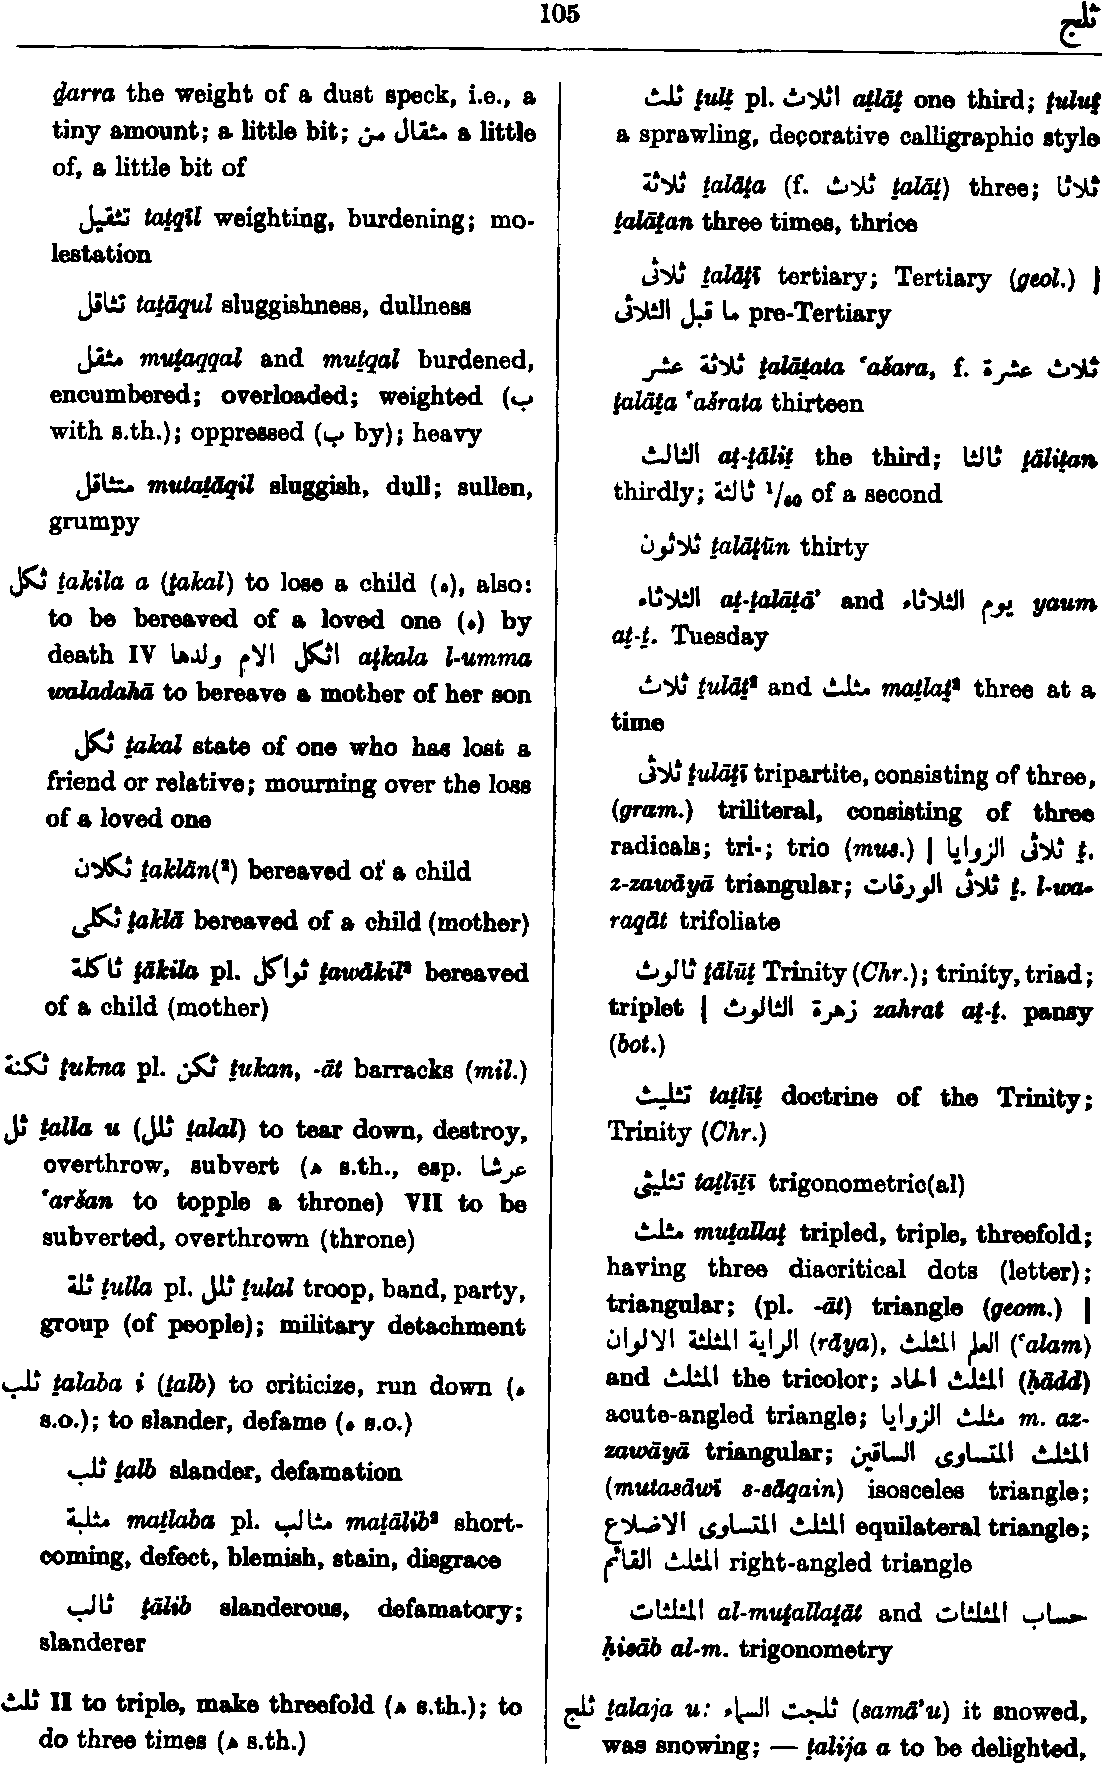 105
ثلج
ḏarra the weight of a dust speck, i.e., a
tiny amount; a little bit; مثقال من a little
of, a little bit of
تثقيل taṯqīl weighting, burdening; mo-
lestation
تثاقل taṯāqul sluggishness, dullness
مثقل muṯaqqal and muṯqal burdened,
encumbered; overloaded; weighted (ب
with s.th.); oppressed (ب by); heavy
متثاقل mutaṯāqil sluggish, dull; sullen,
grumpy
ثكل ṯakila a (ṯakal) to lose a child (ه), also:
to be bereaved of a loved one (ه) by
death IV اثكل الام ولدها aṯkala l-umma
waladahā to bereave a mother of her son
ثكل ṯakal state of one who has lost a
friend or relative; mourning over the loss
of a loved one
ثكلان ṯaklān(²) bereaved of a child
ثكلى ṯaklā bereaved of a child (mother)
ثاكلة ṯākila pl. ثواكل ṯawākil² bereaved
of a child (mother)
ثكنة ṯukna pl. ثكن ṯukan, -āt barracks (mil.)
ثل ṯalla u (ثلل ṯalal) to tear down, destroy,
overthrow, subvert (ه s.th., esp. عرشا
ʿaršan to topple a throne) VII to be
subverted, overthrown (throne)
ثلة ṯulla pl. ثلل ṯulal troop, band, party,
group (of people); military detachment
ثلب ṯalaba i (ṯalb) to criticize, run down (ه
s.o.); to slander, defame (ه s.o.)
ثلب ṯalb slander, defamation
مثلبة maṯlaba pl. مثالب maṯālib² short-
coming, defect, blemish, stain, disgrace
ثالب ṯālib slanderous, defamatory;
slanderer
ثلث II to triple, make threefold (ه s.th.); to
do three times (ه s.th.)
ثلث ṯulṯ pl. اثلاث aṯlāṯ one third; ṯuluṯ
a sprawling, decorative calligraphic style
ثلاثة ṯalāṯa (f. ثلاث ṯalāṯ) three; ثلاثا
ṯalāṯan three times, thrice
ثلاثى ṯalāṯī tertiary; Tertiary (geol.) |
ما قبل الثلاثى pre-Tertiary
ثلاثة عشر ṯalāṯata ʿašara, f. ثلاث عشرة
ṯalāṯa ʿašrata thirteen
الثالث aṯ-ṯāliṯ the third; ثالثا ṯāliṯan
thirdly; ثالثة ¹/₆₀ of a second
ثلاثون ṯalāṯūn thirty
الثلاثاء aṯ-ṯalāṯāʾ and يوم الثلاثاء yaum
aṯ-ṯ. Tuesday
ثلاث ṯulāṯ² and مثلث maṯlaṯ² three at a
time
ثلاثى ṯulāṯī tripartite, consisting of three,
(gram.) triliteral, consisting of three
radicals; tri-; trio (mus.) | ثلاثى الزوايا ṯ.
z-zawāyā triangular; ثلاثى الورقات ṯ. l-wa-
raqāt trifoliate
ثالوث ṯālūṯ Trinity (Chr.); trinity, triad;
triplet | زهرة الثالوث zahrat aṯ-ṯ. pansy
(bot.)
تثليث taṯlīṯ doctrine of the Trinity;
Trinity (Chr.)
تثليثى taṯlīṯī trigonometric(al)
مثلث muṯallaṯ tripled, triple, threefold;
having three diacritical dots (letter);
triangular; (pl. -āt) triangle (geom.) |
الراية المثلثة الالوان (rāya), العلم المثلث (ʿalam)
and المثلث the tricolor; المثلث الحاد (ḥādd)
acute-angled triangle; مثلث الزوايا m. az-
zawāyā triangular; المثلث المتساوى الساقين
(mutasāwī s-sāqain) isosceles triangle;
المثلث المتساوى الاضلاع equilateral triangle;
المثلث القائم right-angled triangle
المثلثات al-muṯallaṯāt and حساب المثلثات
ḥisāb al-m. trigonometry
ثلج ṯalaja u: ثلجت السماء (samāʾu) it snowed,
was snowing; — ṯalija a to be delighted,